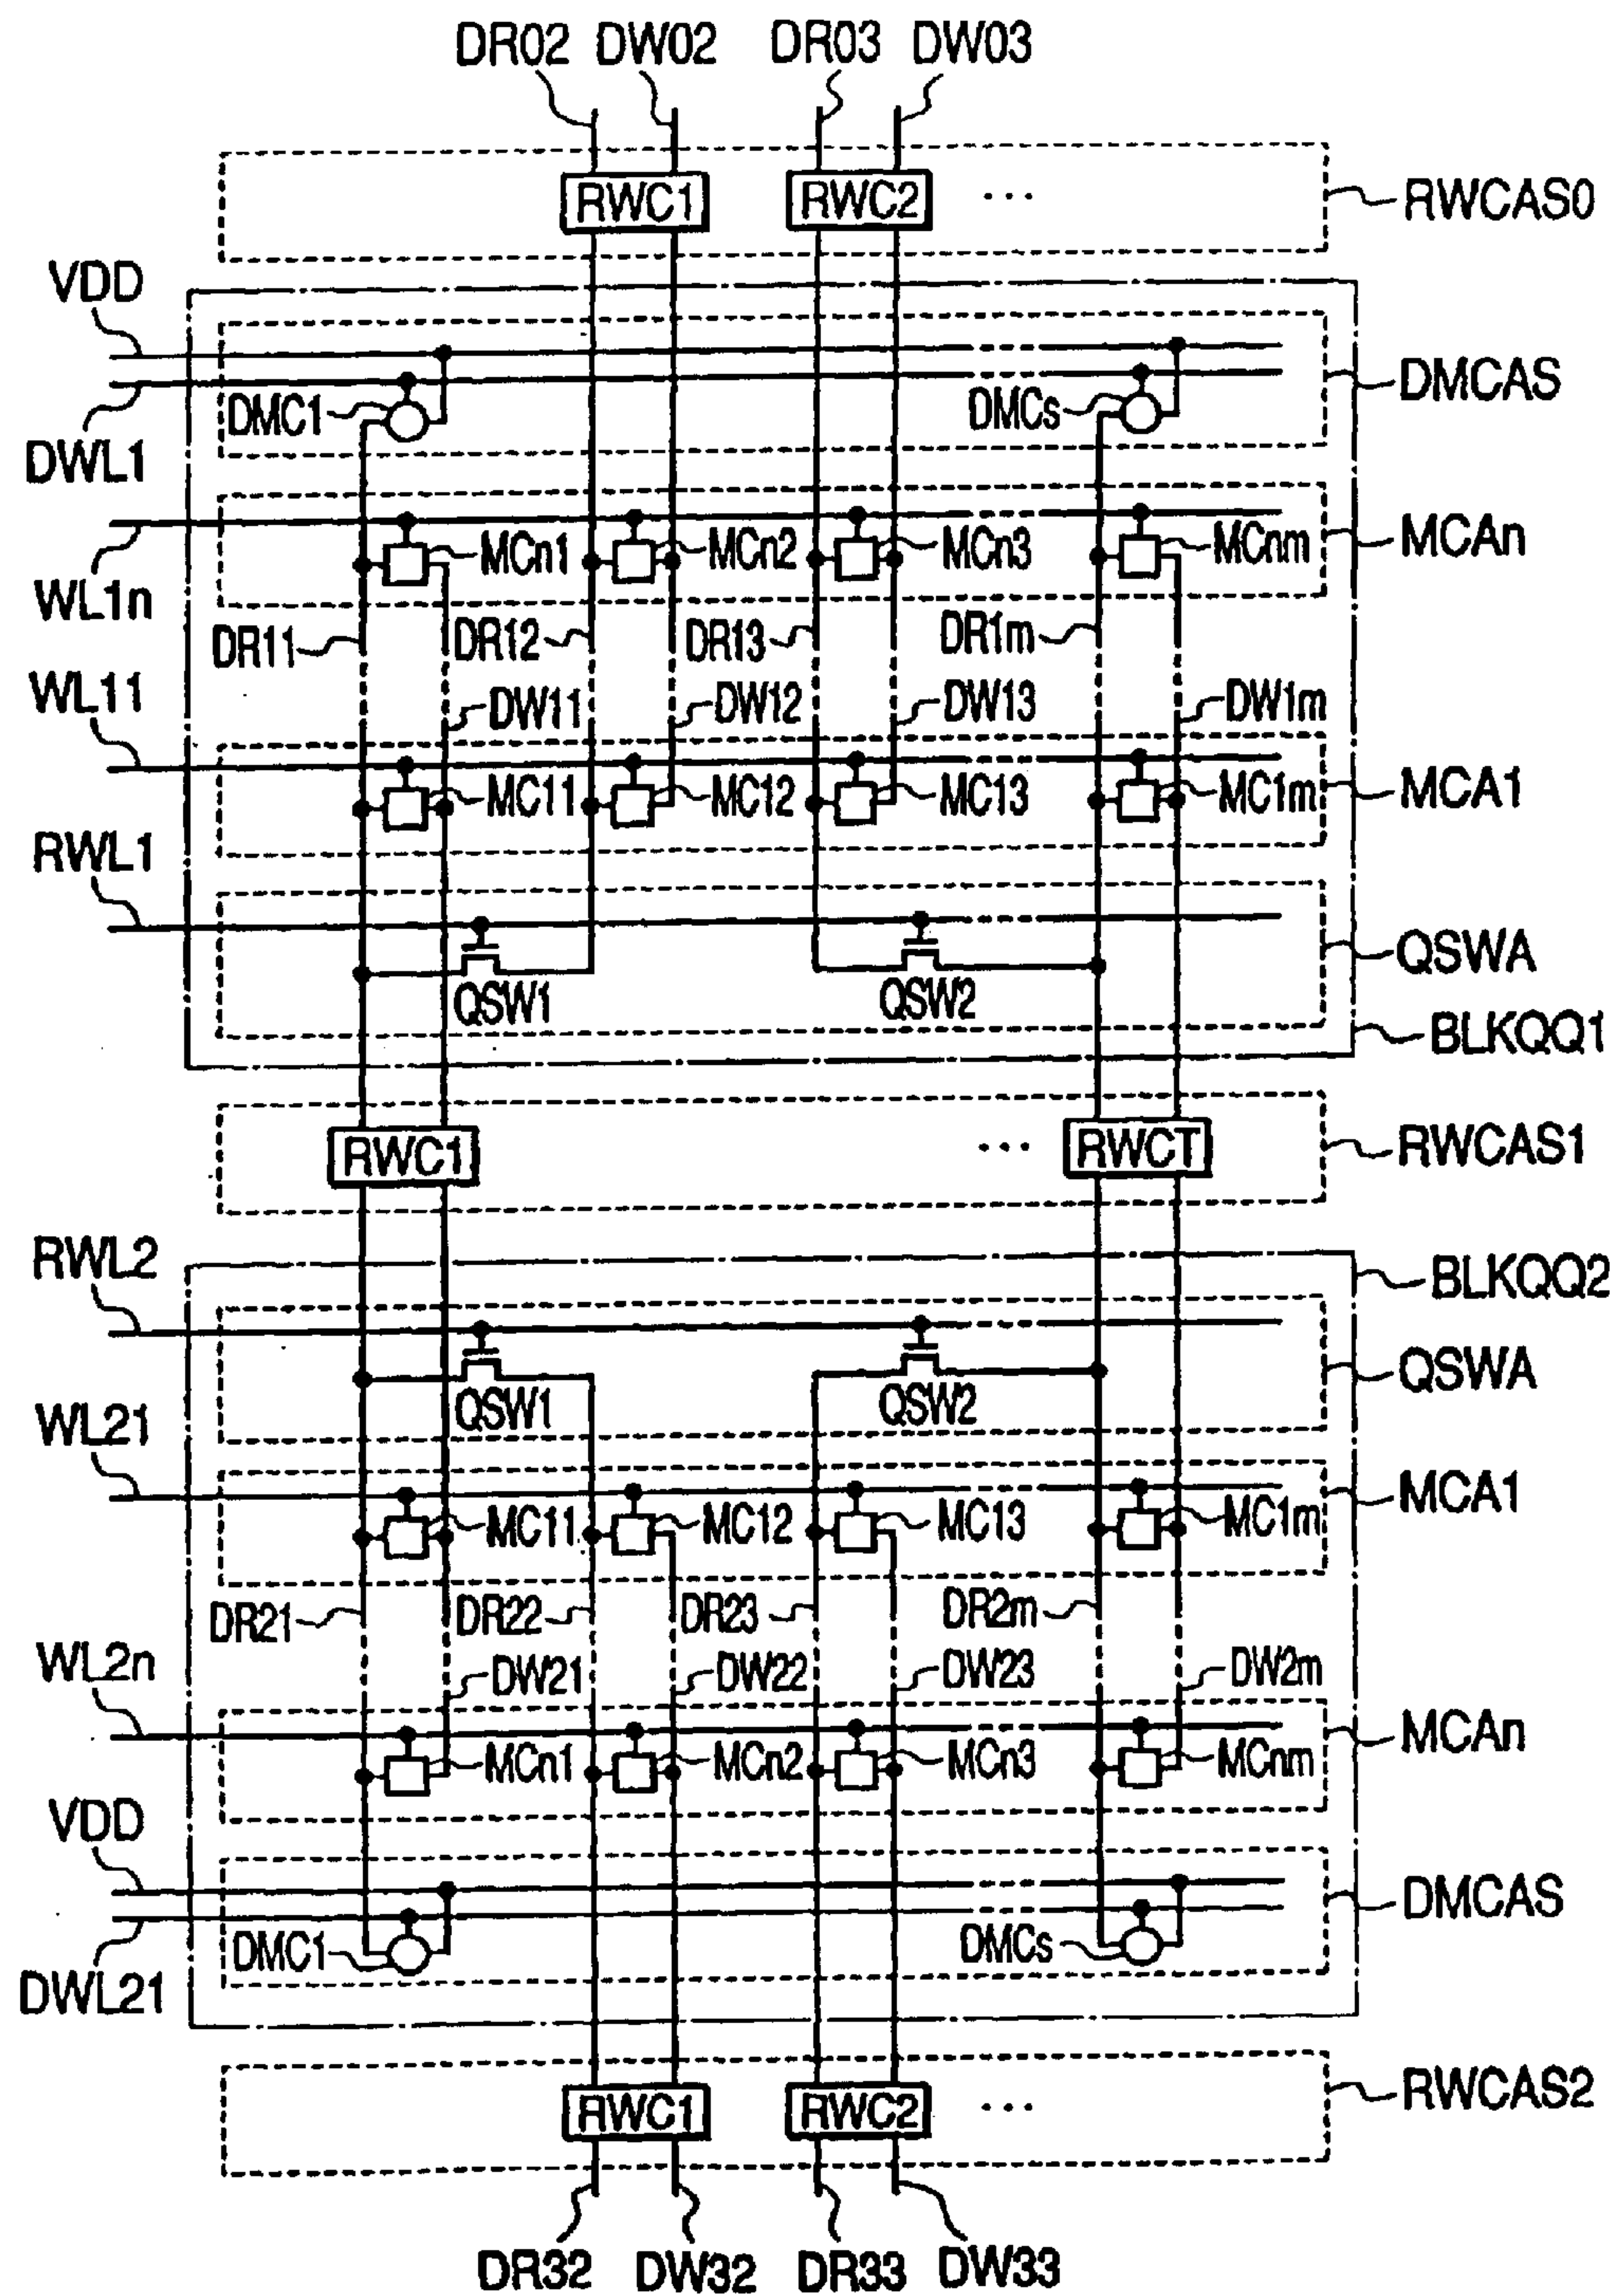 DR02 DW02 DR03 DW03
RWC1 RWC2 ... RWCAS0
VDD
DMC1 DMCs DMCAS
DWL1
MCn1 MCn2 MCn3 MCnm MCAn
WL1n
DR11 DR12 DR13 DR1m
WL11
DW11 DW12 DW13 DW1m
MC11 MC12 MC13 MC1m MCA1
RWL1
QSWA
QSW1 QSW2
BLKQQ1
RWC1 ... RWCT RWCAS1
RWL2
BLKQQ2
QSWA
QSW1 QSW2
WL21
MC11 MC12 MC13 MC1m MCA1
DR21 DR22 DR23 DR2m
WL2n
DW21 DW22 DW23 DW2m
MCAn
MCn1 MCn2 MCn3 MCnm
VDD
DMCAS
DMC1 DMCs
DWL21
RWC1 RWC2 ... RWCAS2
DR32 DW32 DR33 DW33